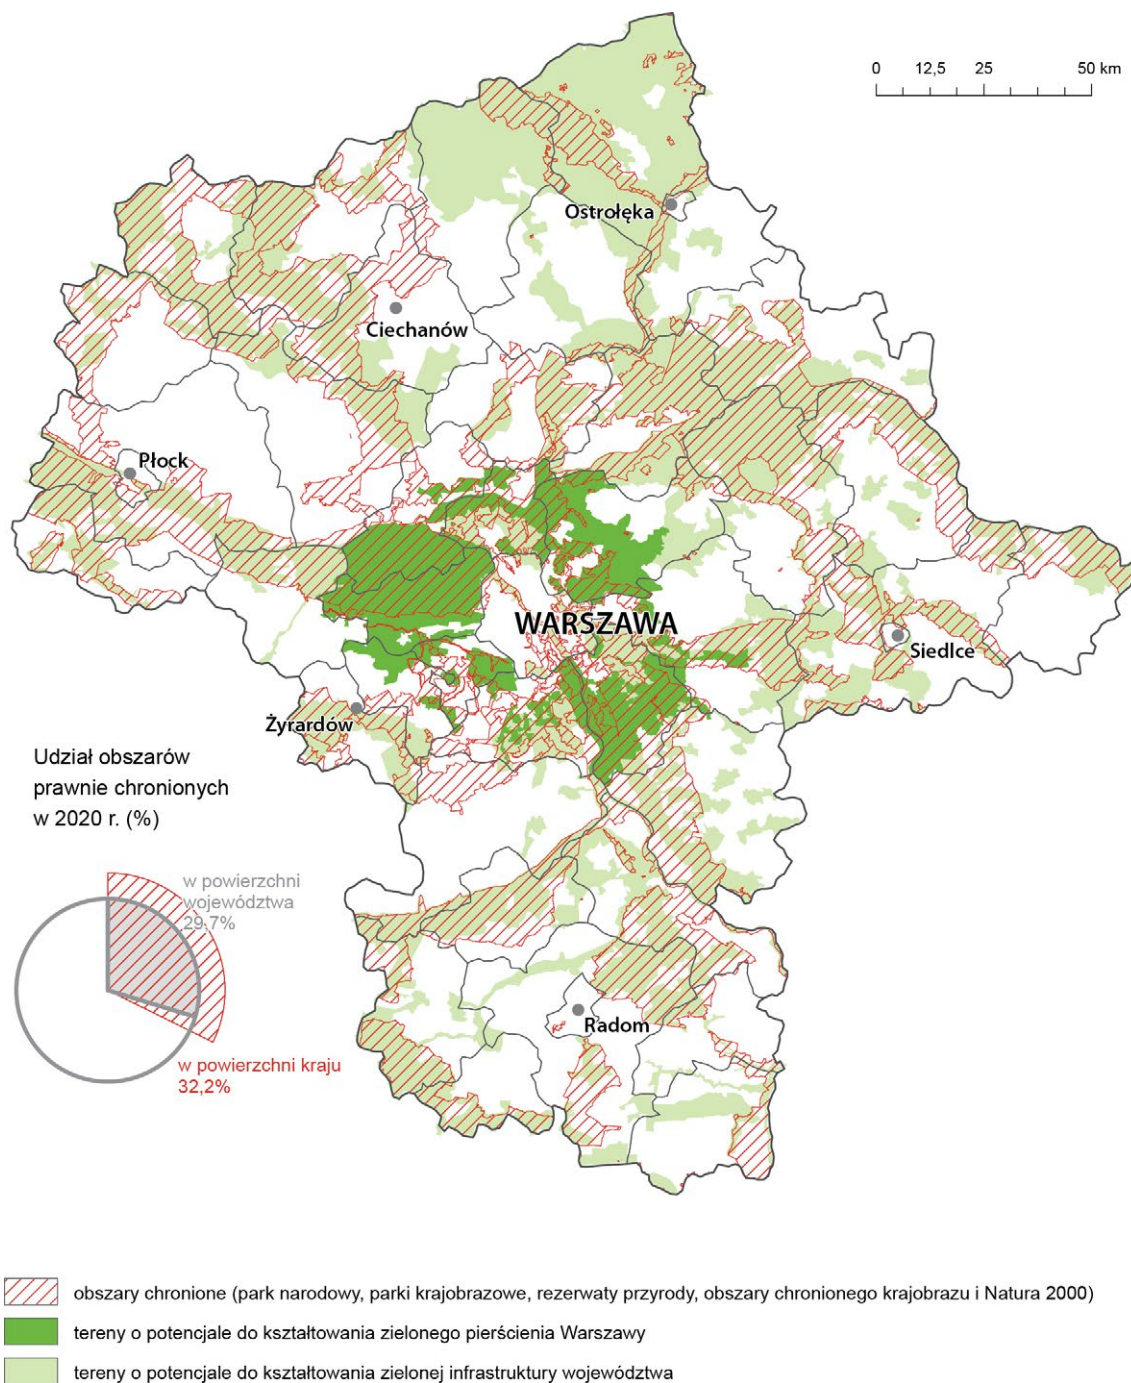 0 12,5 25 50 km
Ostrołęka
Ciechanów
Płock
WARSZAWA
Siedlce
Żyrardów
Udział obszarów
prawnie chronionych
w 2020 r. (%)
w powierzchni
województwa
29,7%
Radom
w powierzchni kraju
32,2%
obszary chronione (park narodowy, parki krajobrazowe, rezerwaty przyrody, obszary chronionego krajobrazu i Natura 2000)
tereny o potencjale do kształtowania zielonego pierścienia Warszawy
tereny o potencjale do kształtowania zielonej infrastruktury województwa